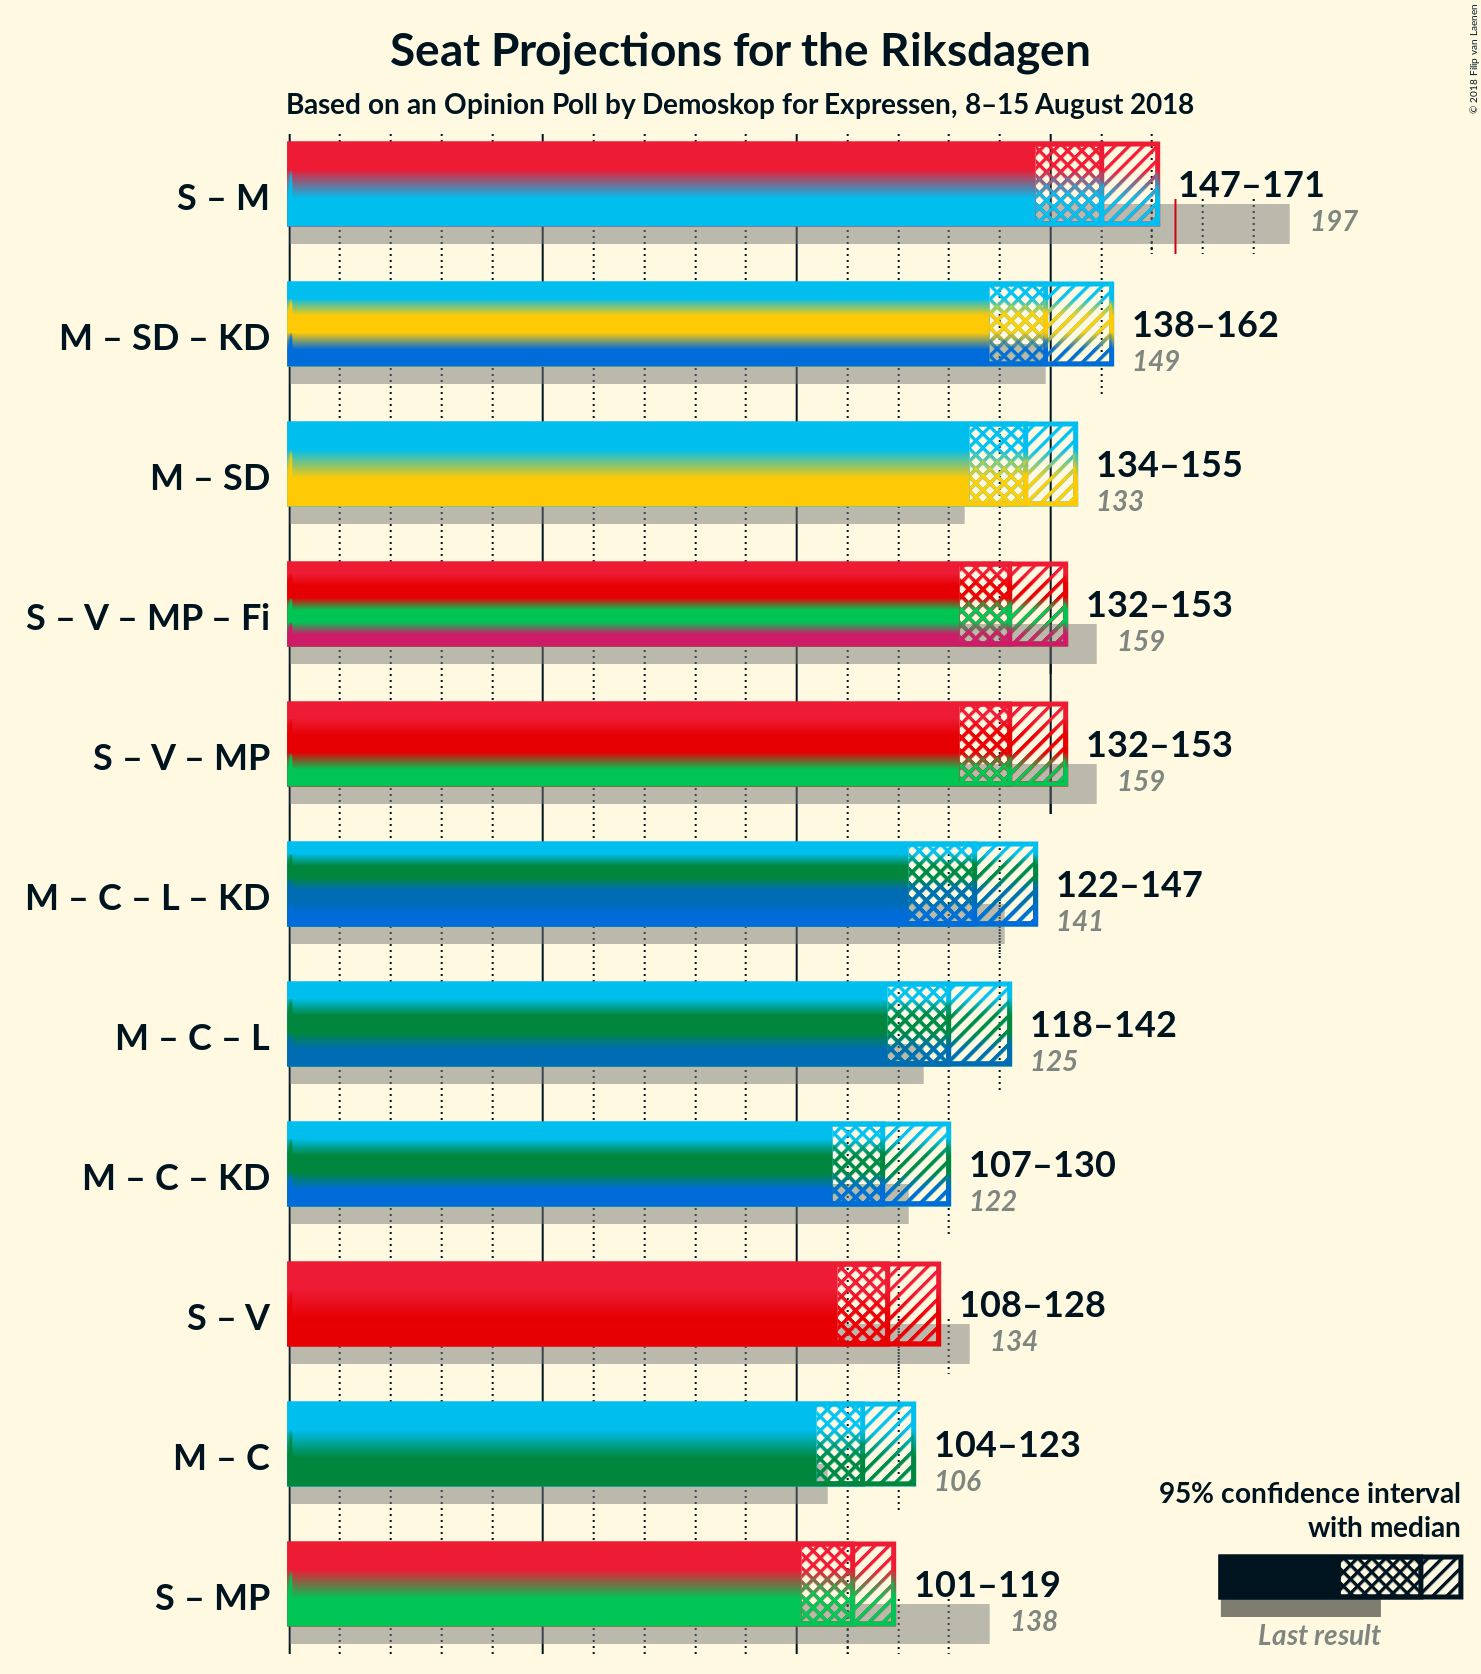 Seat Projections for the Riksdagen
Based on an Opinion Poll by Demoskop for Expressen, 8–15 August 2018
© 2018 Filip van Laenen
S – M
147–171
197
M – SD – KD
138–162
149
M – SD
134–155
133
S – V – MP – Fi
132–153
159
S – V – MP
132–153
159
M – C – L – KD
122–147
141
M – C – L
118–142
125
M – C – KD
107–130
122
S – V
108–128
134
M – C
104–123
106
S – MP
101–119
138
95% confidence interval
with median
Last result